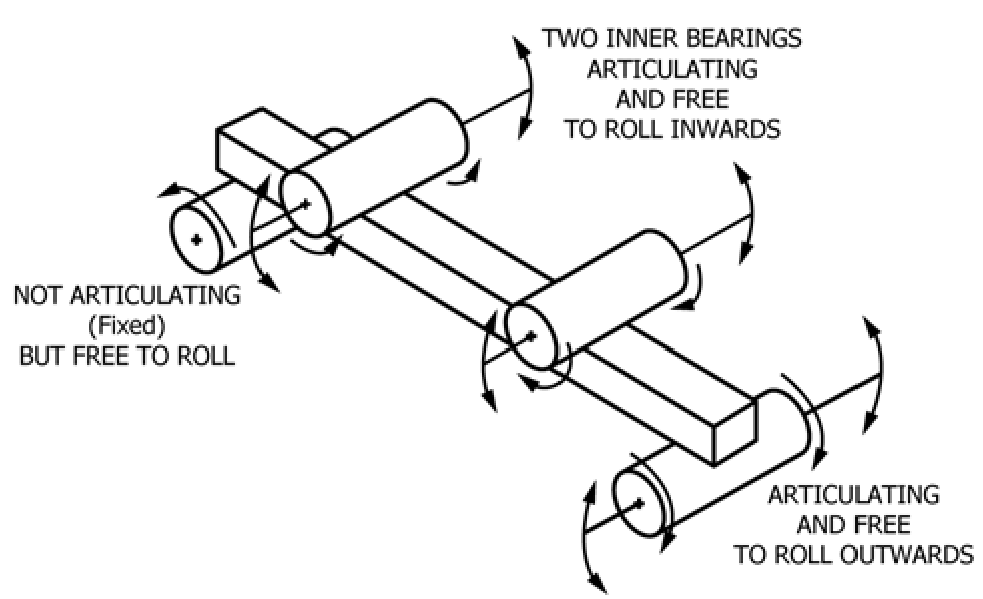 TWO INNER BEARINGS
ARTICULATING
AND FREE
TO ROLL INWARDS
NOT ARTICULATING
(Fixed)
BUT FREE TO ROLL
ARTICULATING
AND FREE
TO ROLL OUTWARDS